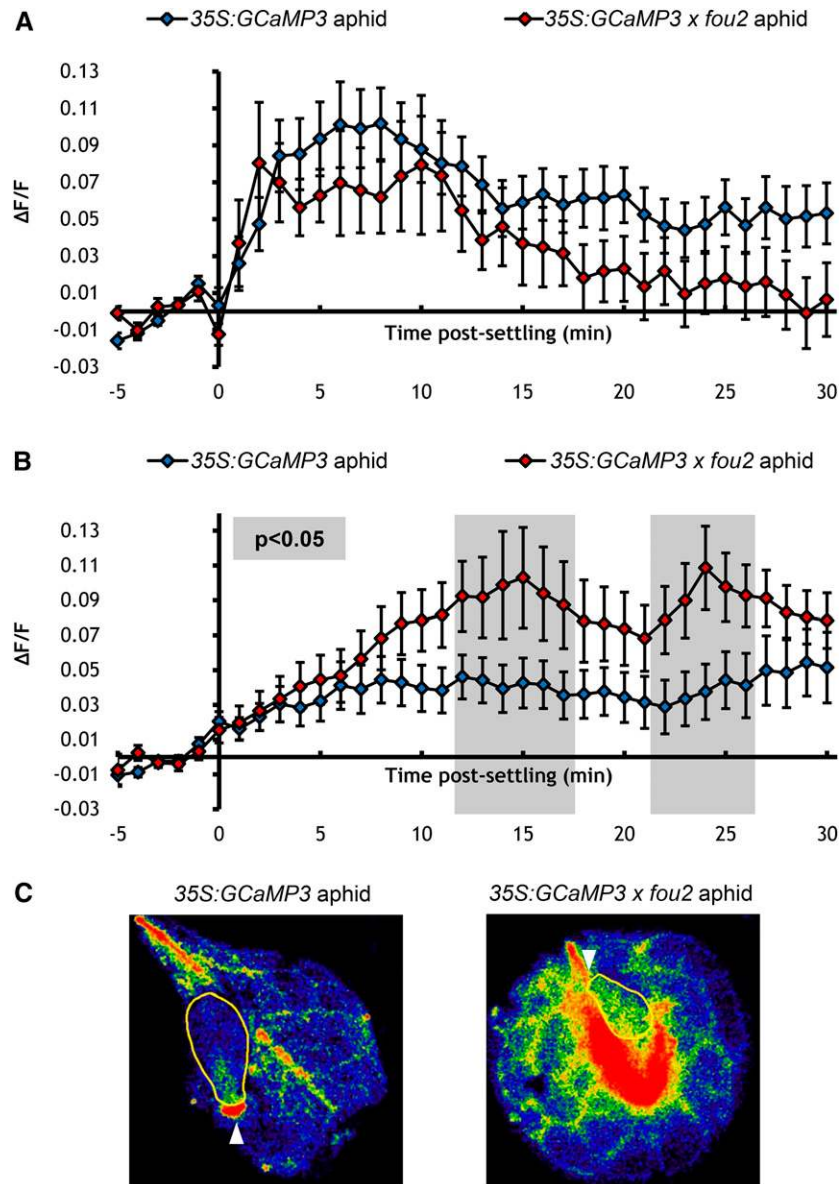 A
35S:GCaMP3 aphid 35S:GCaMP3 x fou2 aphid
0.13
0.11
0.09
0.07
0.05
0.03
0.01
-0.01
-0.03
ΔF/F
Time post-settling (min)
-5 0 5 10 15 20 25 30
B
35S:GCaMP3 aphid 35S:GCaMP3 x fou2 aphid
p<0.05
0.13
0.11
0.09
0.07
0.05
0.03
0.01
-0.01
-0.03
ΔF/F
Time post-settling (min)
-5 0 5 10 15 20 25 30
C
35S:GCaMP3 aphid 35S:GCaMP3 x fou2 aphid